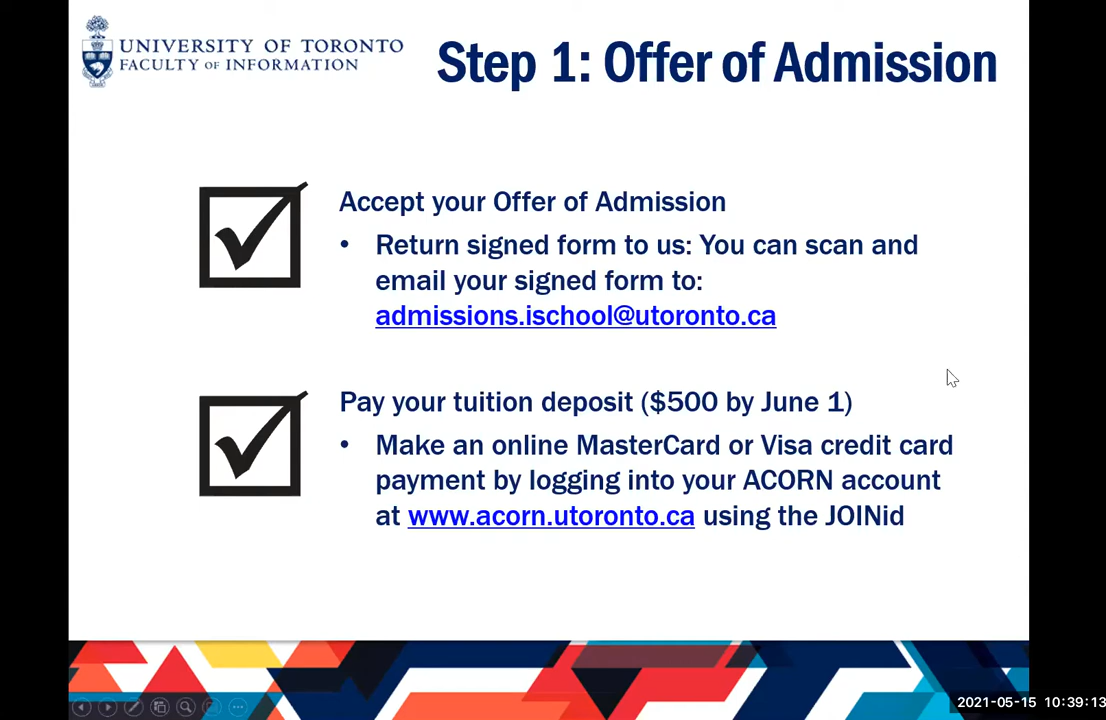 UNIVERSITY OF TORONTO
FACULTY OF INFORMATION
Step 1: Offer of Admission
Accept your Offer of Admission
• Return signed form to us: You can scan and
email your signed form to:
admissions.ischool@utoronto.ca
Pay your tuition deposit ($500 by June 1)
• Make an online MasterCard or Visa credit card
payment by logging into your ACORN account
at www.acorn.utoronto.ca using the JOINid
2021-05-15 10:39:13